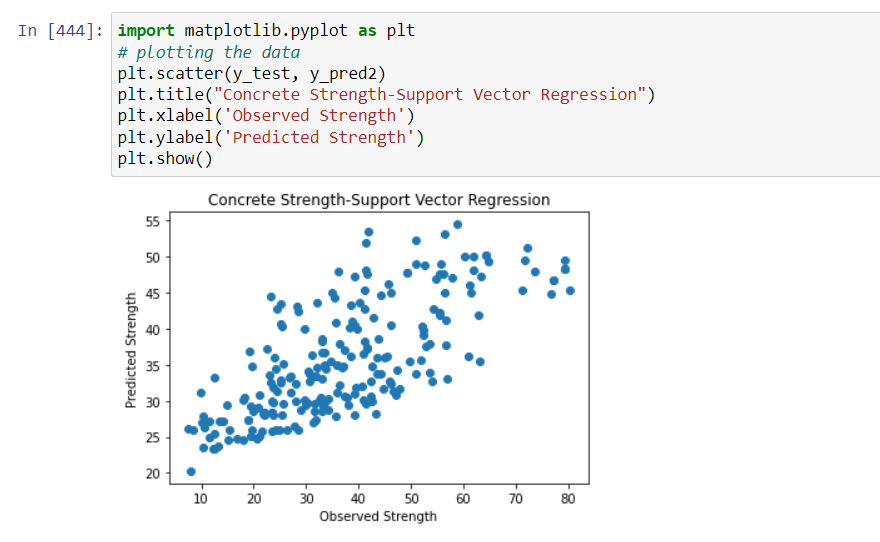 In [444]: import matplotlib.pyplot as plt
# plotting the data
plt.scatter(y_test, y_pred2)
plt.title("Concrete Strength-Support Vector Regression")
plt.xlabel('Observed Strength')
plt.ylabel('Predicted Strength')
plt.show()
Concrete Strength-Support Vector Regression
Predicted Strength
55
50
45
40
35
30
25
20
10 20 30 40 50 60 70 80
Observed Strength